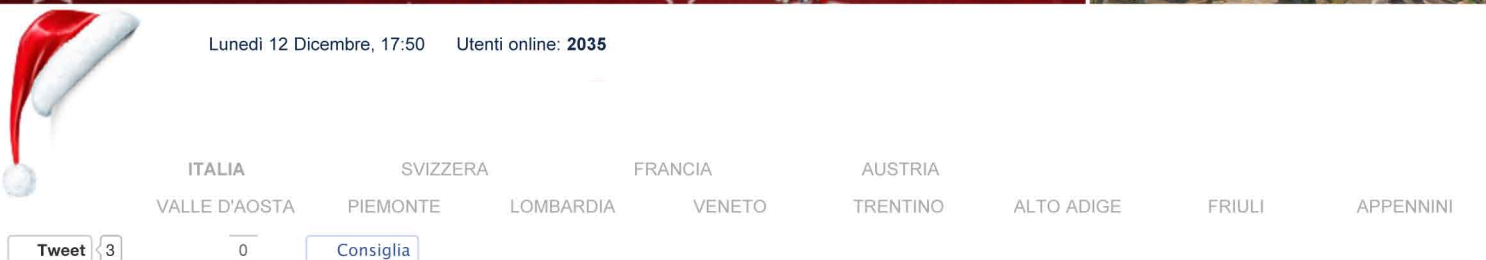 Lunedì 12 Dicembre, 17:50 Utenti online: 2035
ITALIA SVIZZERA FRANCIA AUSTRIA
VALLE D'AOSTA PIEMONTE LOMBARDIA VENETO TRENTINO ALTO ADIGE FRIULI APPENNINI
Tweet 3 0 Consiglia